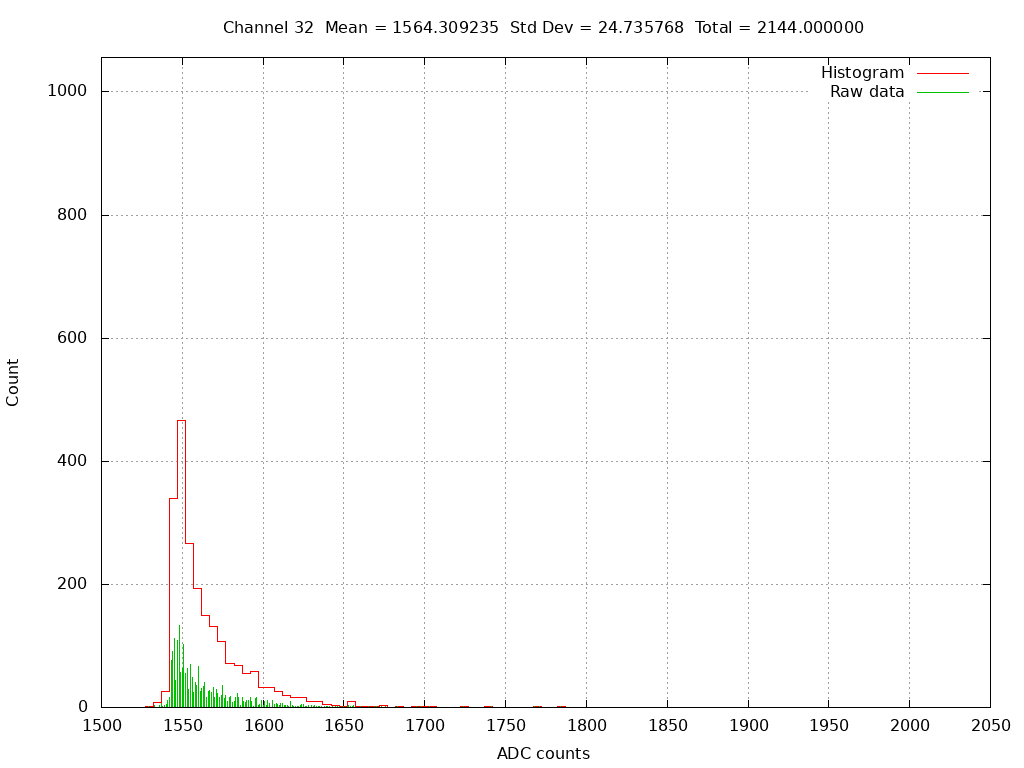 Channel 32  Mean = 1564.309235  Std Dev = 24.735768  Total = 2144.000000
Histogram
Raw data
1000
800
600
400
200
0
Count
1500 1550 1600 1650 1700 1750 1800 1850 1900 1950 2000 2050
ADC counts